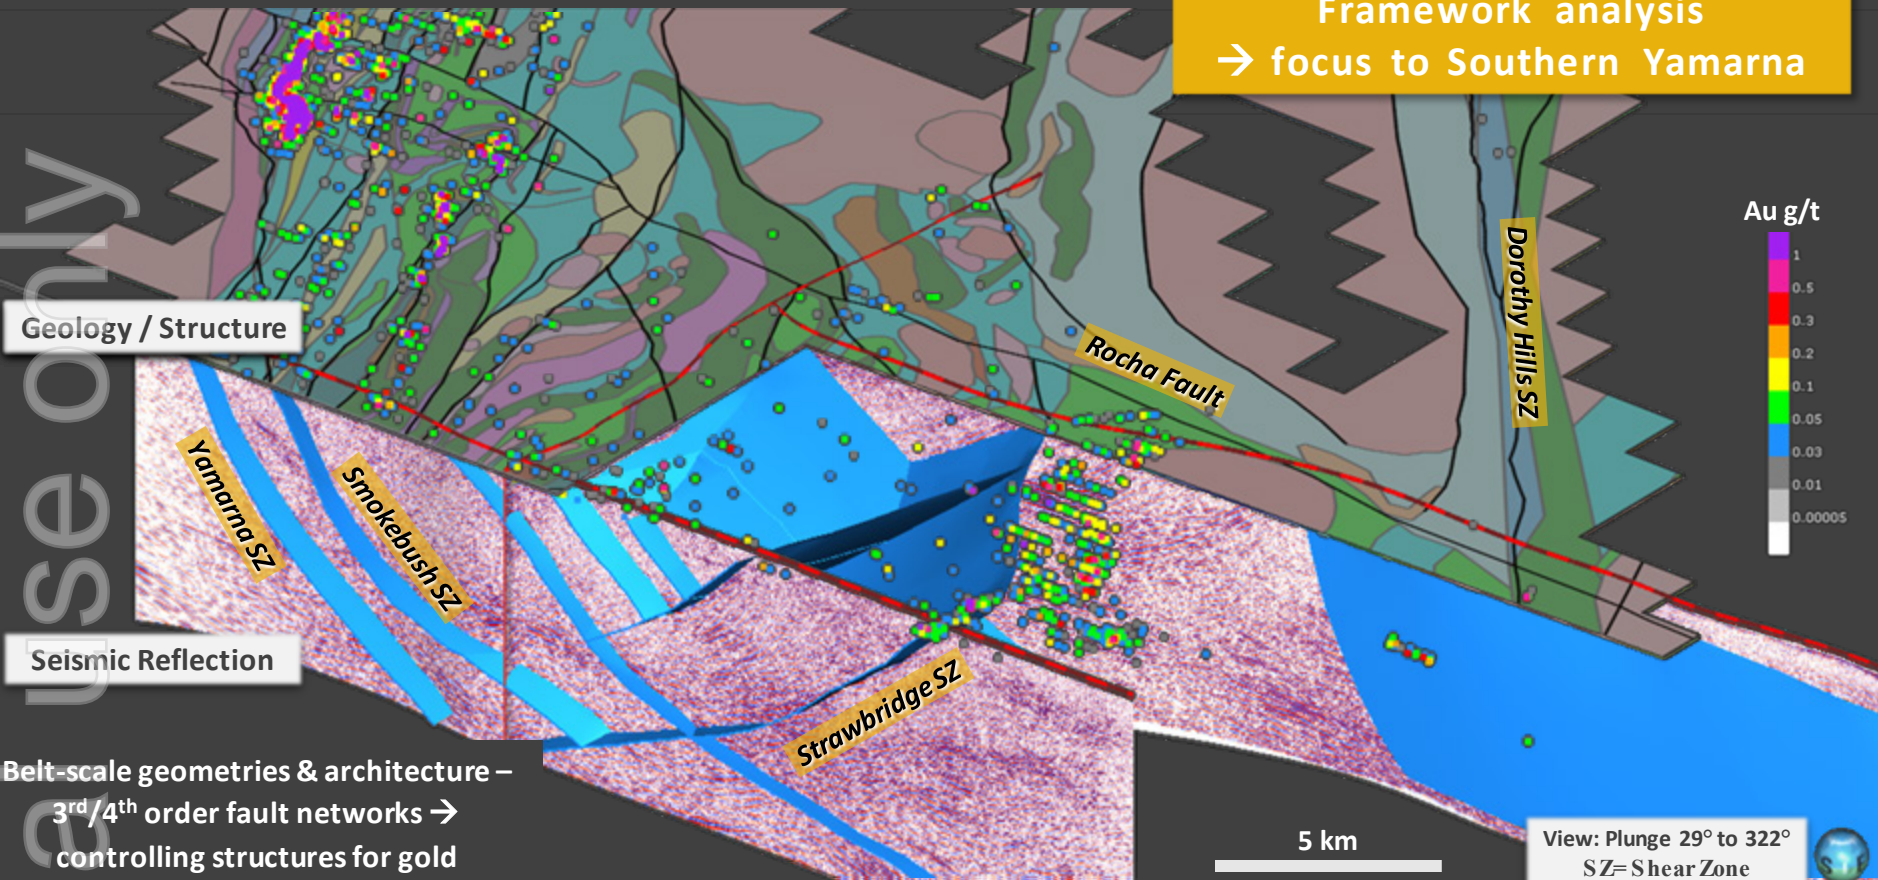 Framework analysis
→ focus to Southern Yamarna
Au g/t
1
0.5
0.3
0.2
0.1
0.05
0.03
0.01
0.00005
Dorothy Hills SZ
Rocha Fault
Geology / Structure
Yamarna SZ
Smokebush SZ
Strawbridge SZ
Seismic Reflection
Belt-scale geometries & architecture –
3rd/4th order fault networks →
controlling structures for gold
5 km
View: Plunge 29° to 322°
SZ= Shear Zone
a use only